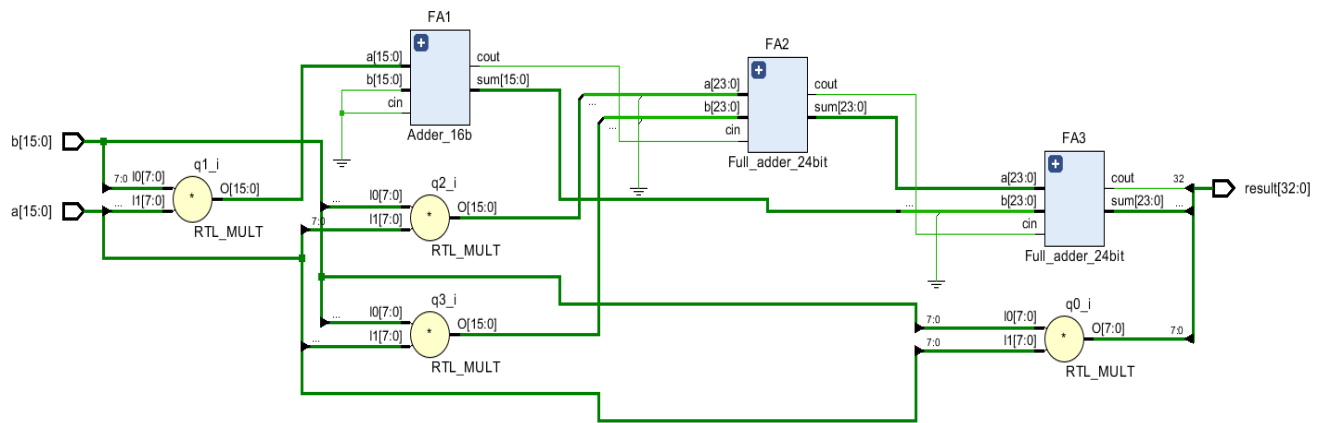 FA1
a[15:0]
b[15:0]
cin
cout
sum[15:0]
Adder_16b
FA2
a[23:0]
b[23:0]
cin
cout
sum[23:0]
Full_adder_24bit
...
...
FA3
a[23:0]
b[23:0]
cin
cout
sum[23:0]
Full_adder_24bit
...
32
...
result[32:0]
b[15:0]
a[15:0]
q1_i
7:0
I0[7:0]
...
I1[7:0]
*
O[15:0]
RTL_MULT
q2_i
...
I0[7:0]
7:0
I1[7:0]
*
O[15:0]
RTL_MULT
q3_i
...
I0[7:0]
...
I1[7:0]
*
O[15:0]
RTL_MULT
q0_i
7:0
I0[7:0]
7:0
I1[7:0]
*
O[7:0]
7:0
RTL_MULT